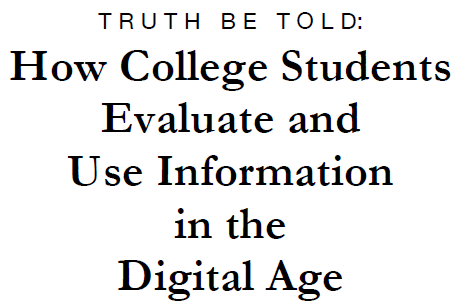 TRUTH BE TOLD:
How College Students
Evaluate and
Use Information
in the
Digital Age